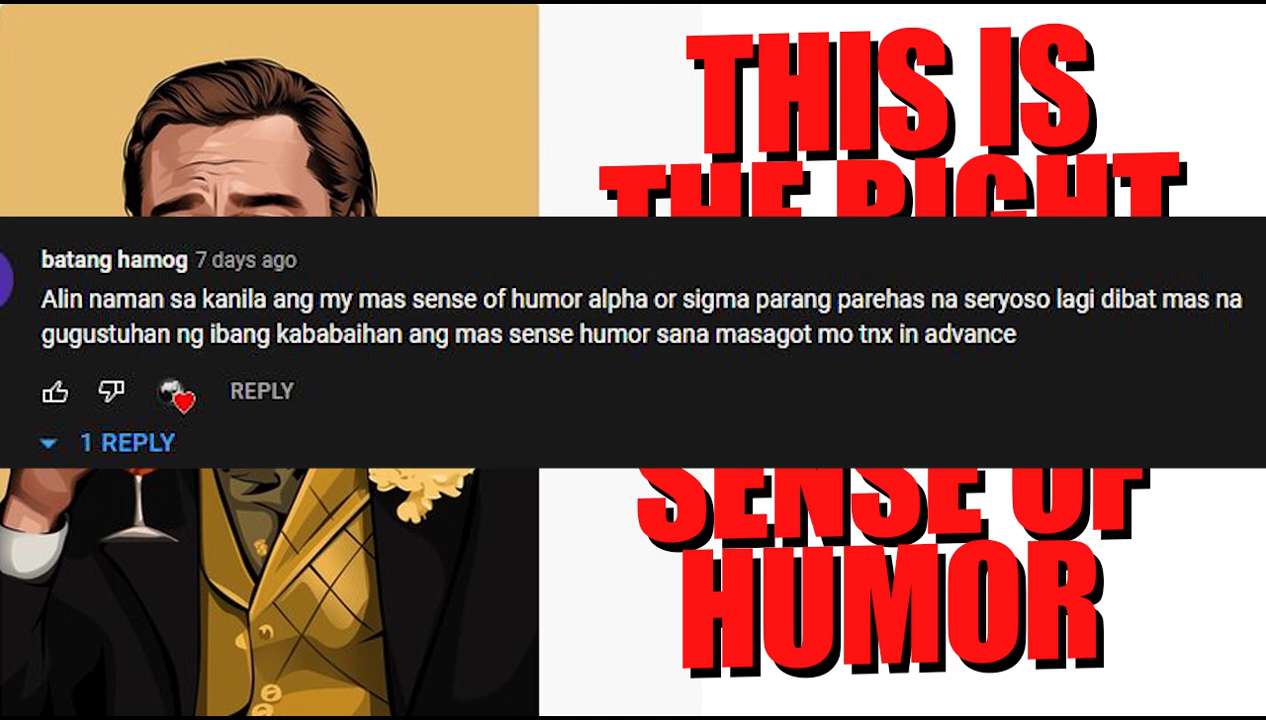 THIS IS
THE RIGHT
batang hamog 7 days ago
Alin naman sa kanila ang my mas sense of humor alpha or sigma parang parehas na seryoso lagi dibat mas na
gugustuhan ng ibang kababaihan ang mas sense humor sana masagot mo tnx in advance
REPLY
1 REPLY
SENSE OF
HUMOR